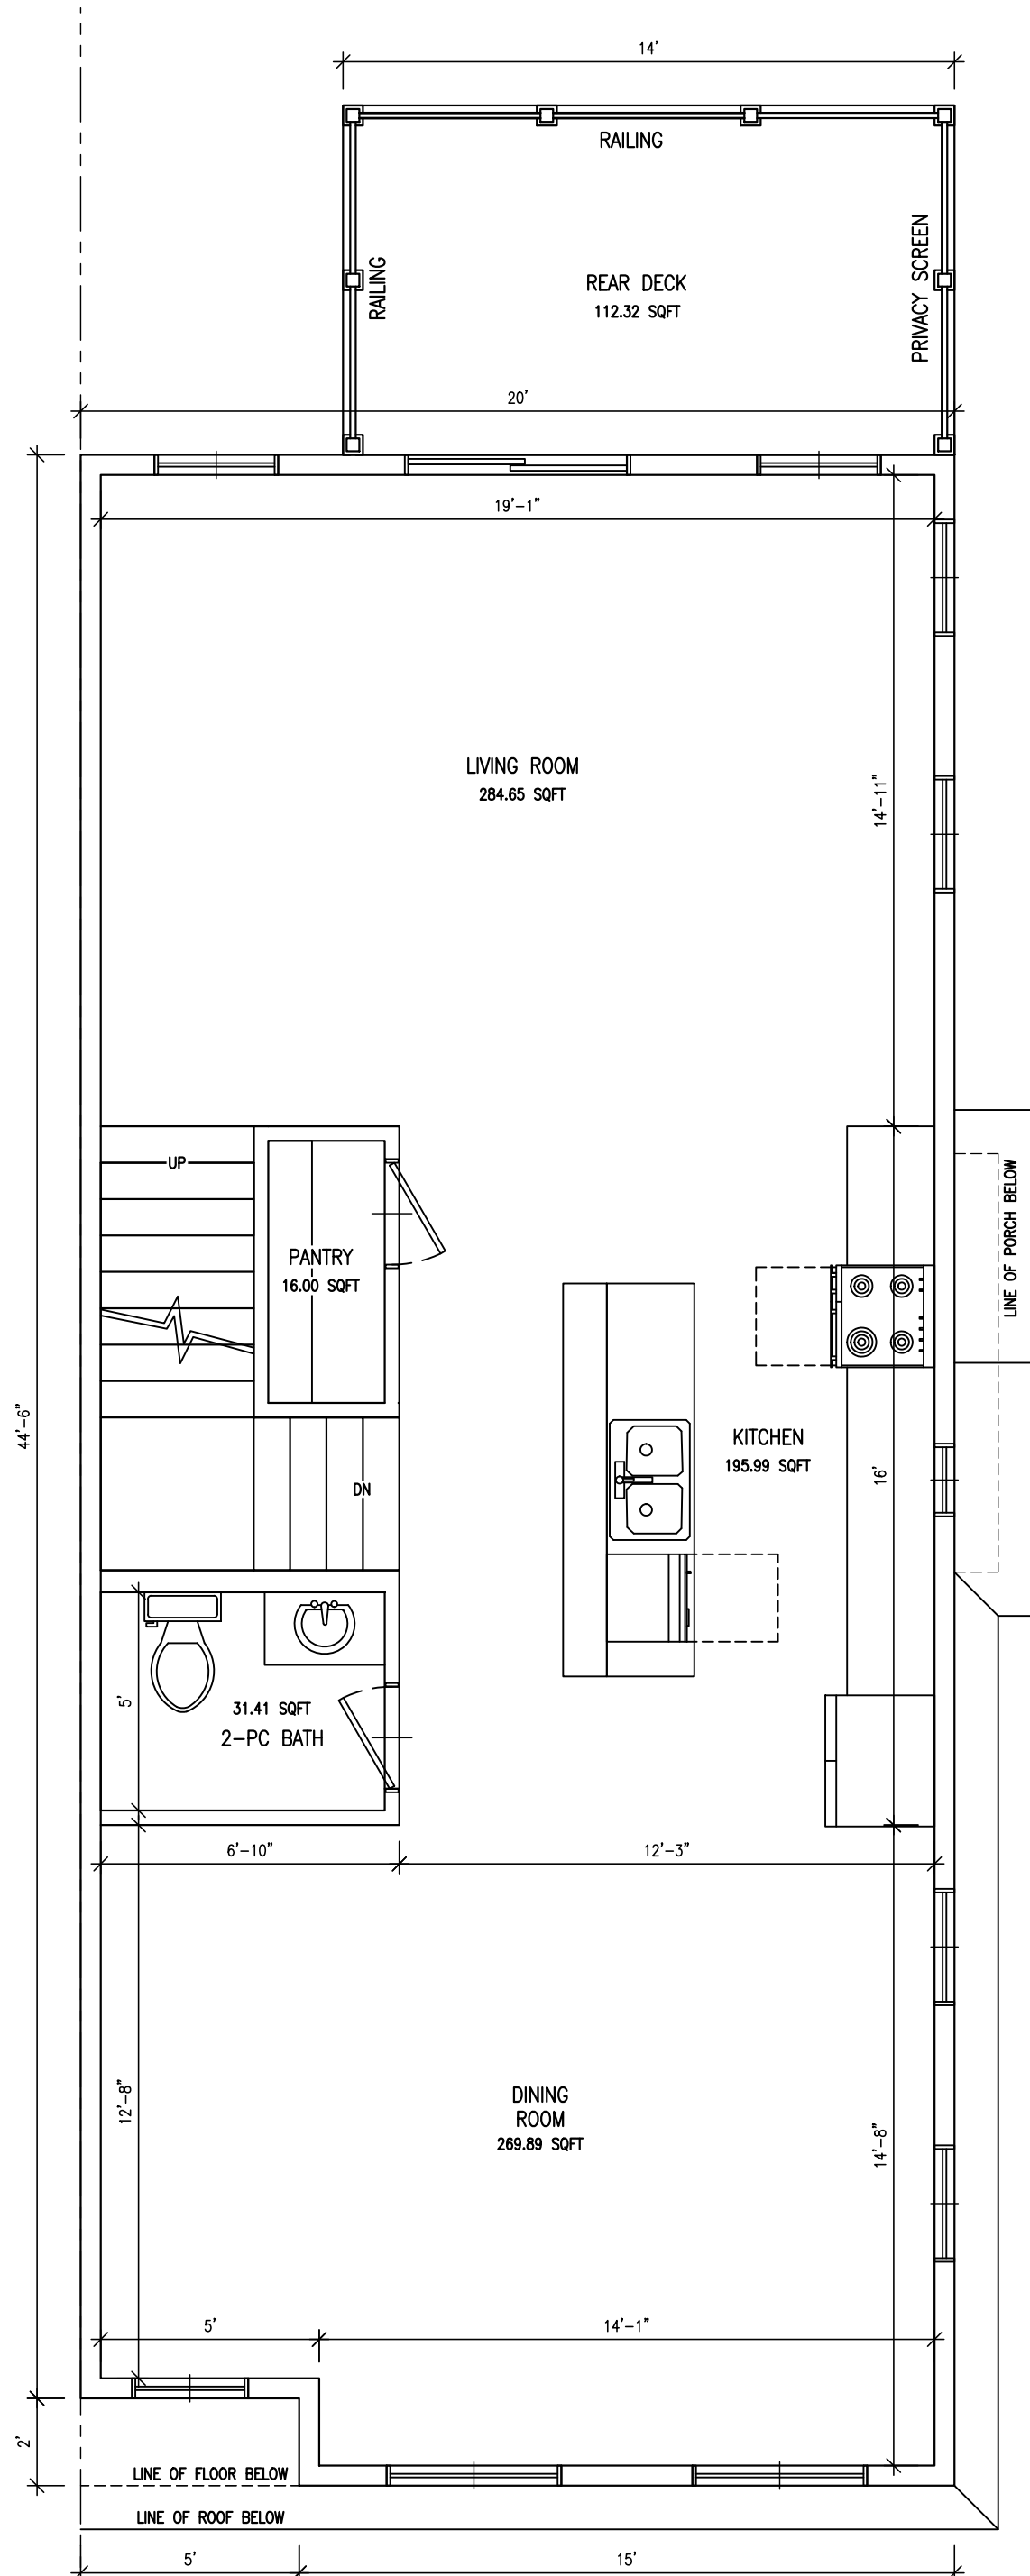 14'
RAILING
RAILING
PRIVACY SCREEN
REAR DECK
112.32 SQFT
20'
19'-1"
LIVING ROOM
284.65 SQFT
14'-11"
UP
PANTRY
16.00 SQFT
LINE OF PORCH BELOW
44'-6"
KITCHEN
195.99 SQFT
16'
DN
5'
31.41 SQFT
2-PC BATH
6'-10"
12'-3"
12'-8"
DINING
ROOM
269.89 SQFT
14'-8"
5'
14'-1"
2'
LINE OF FLOOR BELOW
LINE OF ROOF BELOW
5'
15'